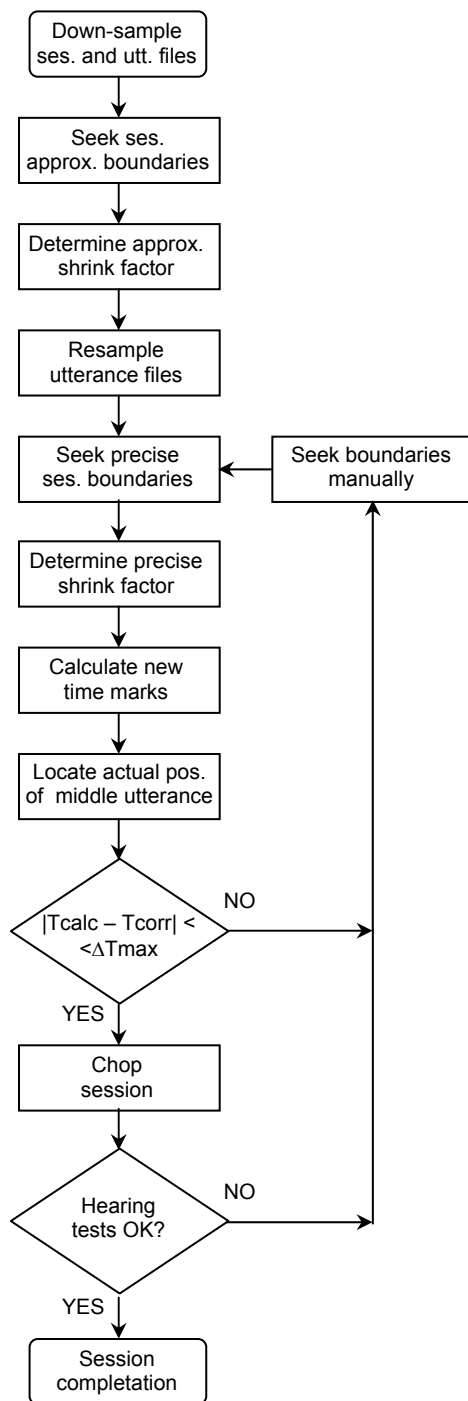 Down-sample
ses. and utt. files
Seek ses.
approx. boundaries
Determine approx.
shrink factor
Resample
utterance files
Seek precise
ses. boundaries
Seek boundaries
manually
Determine precise
shrink factor
Calculate new
time marks
Locate actual pos.
of middle utterance
|Tcalc – Tcorr| <
<ΔTmax
NO
YES
Chop
session
Hearing
tests OK?
NO
YES
Session
completation